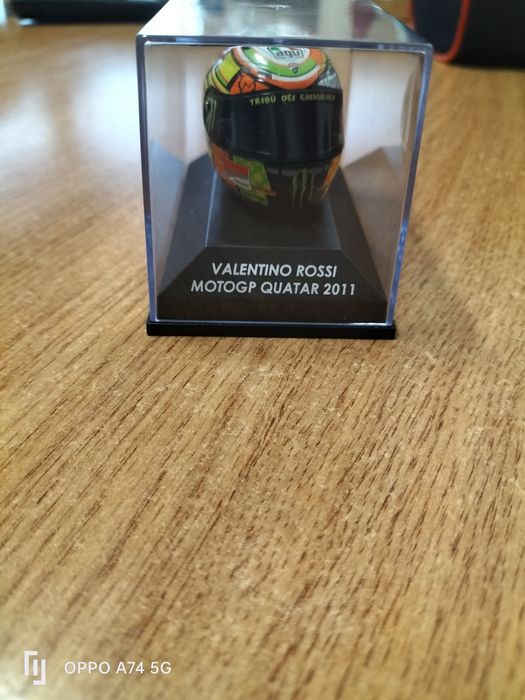 agv
TRIBÙ DEI CHIHUAHUA
VALENTINO ROSSI
MOTOGP QUATAR 2011
OPPO A74 5G